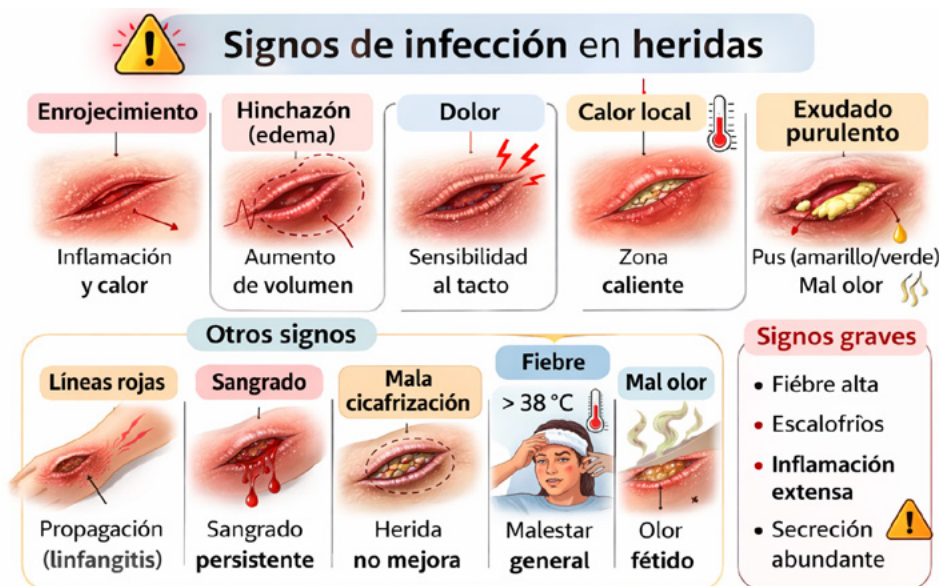 Signos de infección en heridas
Enrojecimiento
Inflamación
y calor
Hinchazón
(edema)
Aumento
de volumen
Dolor
Sensibilidad
al tacto
Calor local
Zona
caliente
Exudado
purulento
Pus (amarillo/verde)
Mal olor
Otros signos
Líneas rojas
Propagación
(linfangitis)
Sangrado
Sangrado
persistente
Mala
cicafrización
Herida
no mejora
Fiebre
> 38 °C
Malestar
general
Mal olor
Olor
fétido
Signos graves
• Fiébre alta
• Escalofrìos
• Inflamación
extensa
• Secreción
abundante